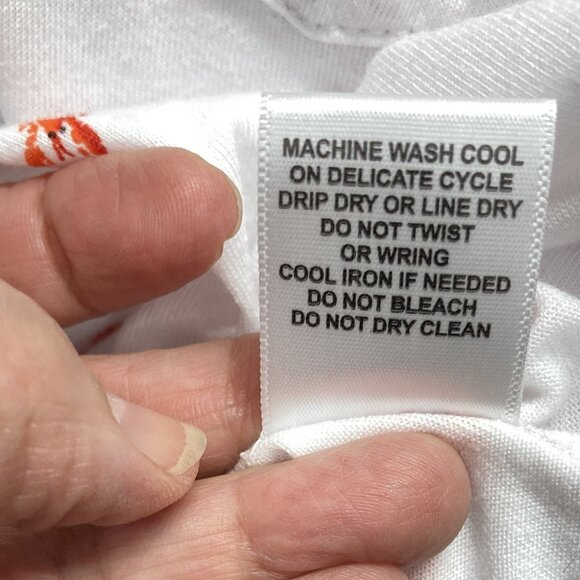 MACHINE WASH COOL
ON DELICATE CYCLE
DRIP DRY OR LINE DRY
DO NOT TWIST
OR WRING
COOL IRON IF NEEDED
DO NOT BLEACH
DO NOT DRY CLEAN